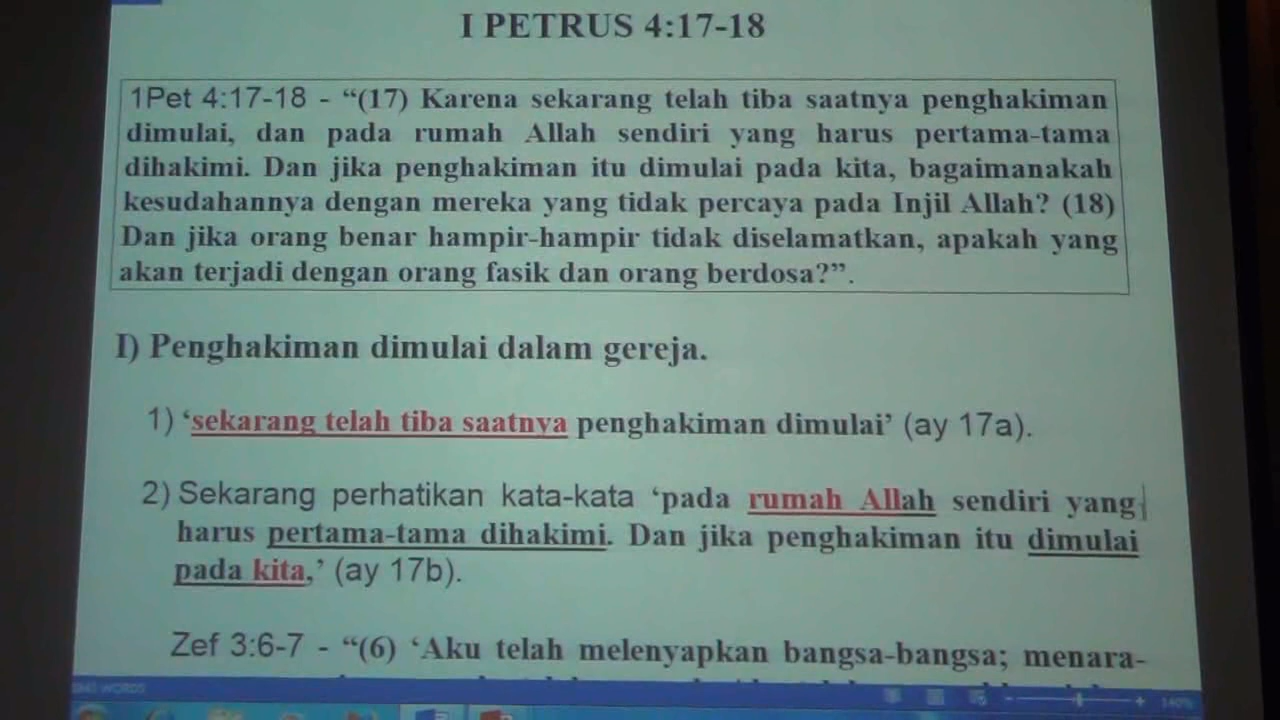 I PETRUS 4:17-18
1Pet 4:17-18 - “(17) Karena sekarang telah tiba saatnya penghakiman
dimulai, dan pada rumah Allah sendiri yang harus pertama-tama
dihakimi. Dan jika penghakiman itu dimulai pada kita, bagaimanakah
kesudahannya dengan mereka yang tidak percaya pada Injil Allah? (18)
Dan jika orang benar hampir-hampir tidak diselamatkan, apakah yang
akan terjadi dengan orang fasik dan orang berdosa?”.
I) Penghakiman dimulai dalam gereja.
1) ‘sekarang telah tiba saatnya penghakiman dimulai’ (ay 17a).
2) Sekarang perhatikan kata-kata ‘pada rumah Allah sendiri yang
harus pertama-tama dihakimi. Dan jika penghakiman itu dimulai
pada kita,’ (ay 17b).
Zef 3:6-7 - “(6) ‘Aku telah melenyapkan bangsa-bangsa; menara-
WORDS
140%